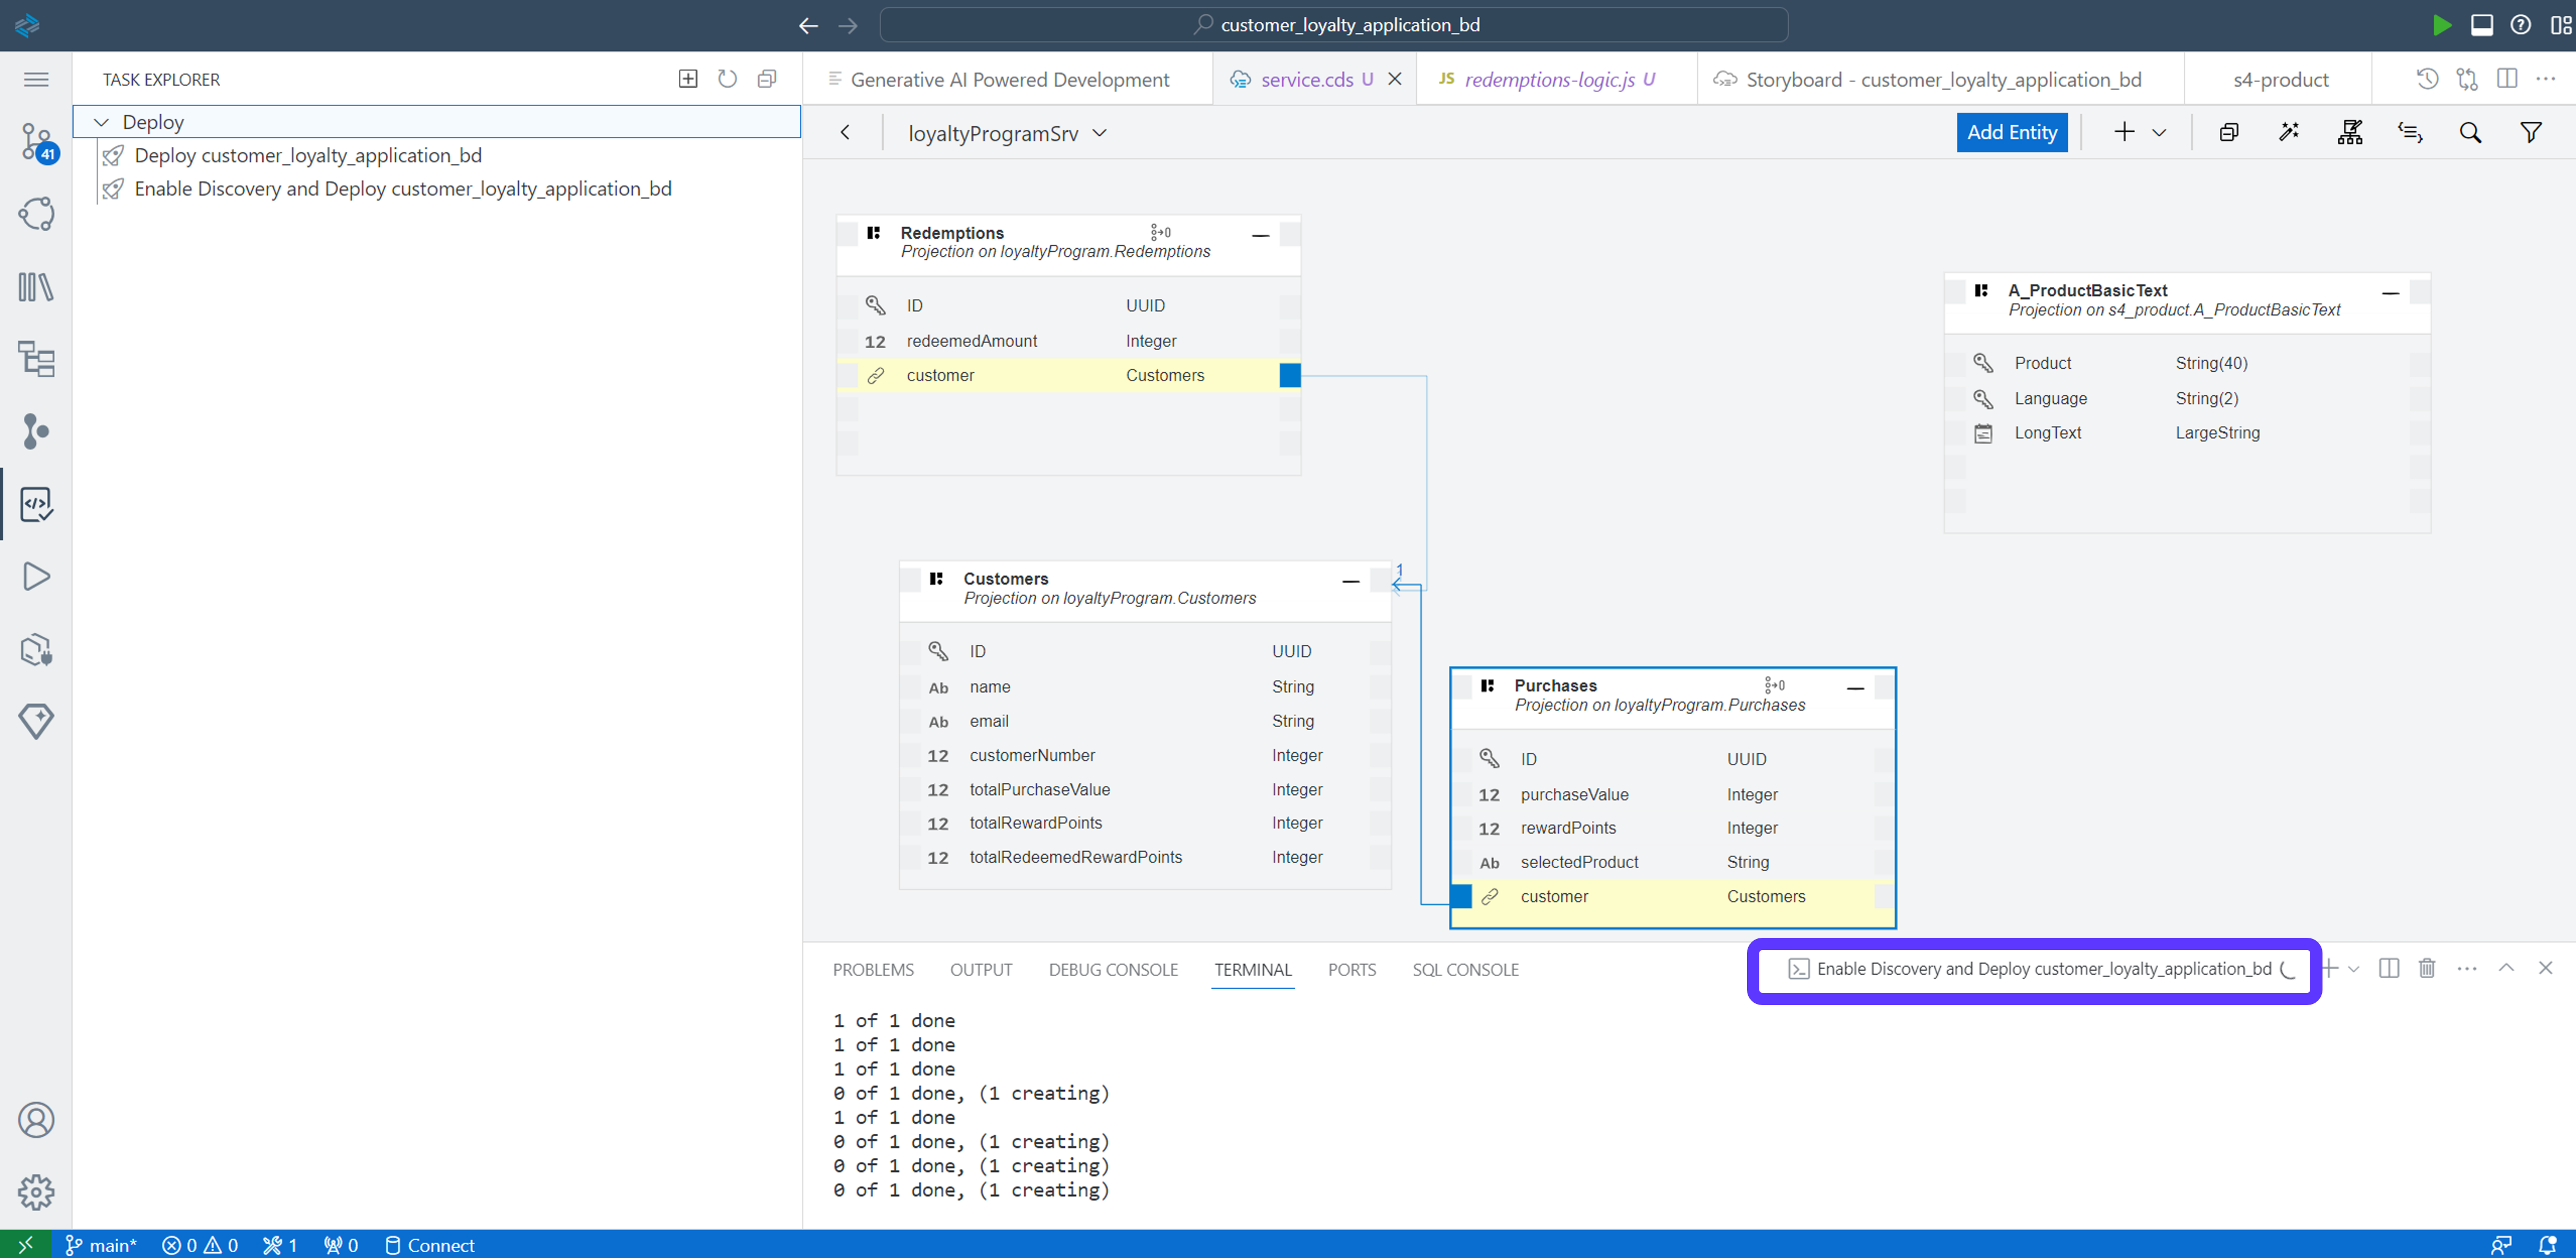 customer_loyalty_application_bd
TASK EXPLORER
Deploy
Deploy customer_loyalty_application_bd
Enable Discovery and Deploy customer_loyalty_application_bd
41
Generative AI Powered Development
service.cds U
JS redemptions-logic.js U
Storyboard - customer_loyalty_application_bd
s4-product
loyaltyProgramSrv
Add Entity
Redemptions
0
Projection on loyaltyProgram.Redemptions
ID UUID
12 redeemedAmount Integer
customer Customers
A_ProductBasicText
Projection on s4_product.A_ProductBasicText
Product String(40)
Language String(2)
LongText LargeString
Customers
1
Projection on loyaltyProgram.Customers
ID UUID
Ab name String
Ab email String
12 customerNumber Integer
12 totalPurchaseValue Integer
12 totalRewardPoints Integer
12 totalRedeemedRewardPoints Integer
Purchases
0
Projection on loyaltyProgram.Purchases
ID UUID
12 purchaseValue Integer
12 rewardPoints Integer
Ab selectedProduct String
customer Customers
PROBLEMS OUTPUT DEBUG CONSOLE TERMINAL PORTS SQL CONSOLE
Enable Discovery and Deploy customer_loyalty_application_bd
1 of 1 done
1 of 1 done
1 of 1 done
0 of 1 done, (1 creating)
1 of 1 done
0 of 1 done, (1 creating)
0 of 1 done, (1 creating)
0 of 1 done, (1 creating)
main* 0 0 1 0 Connect